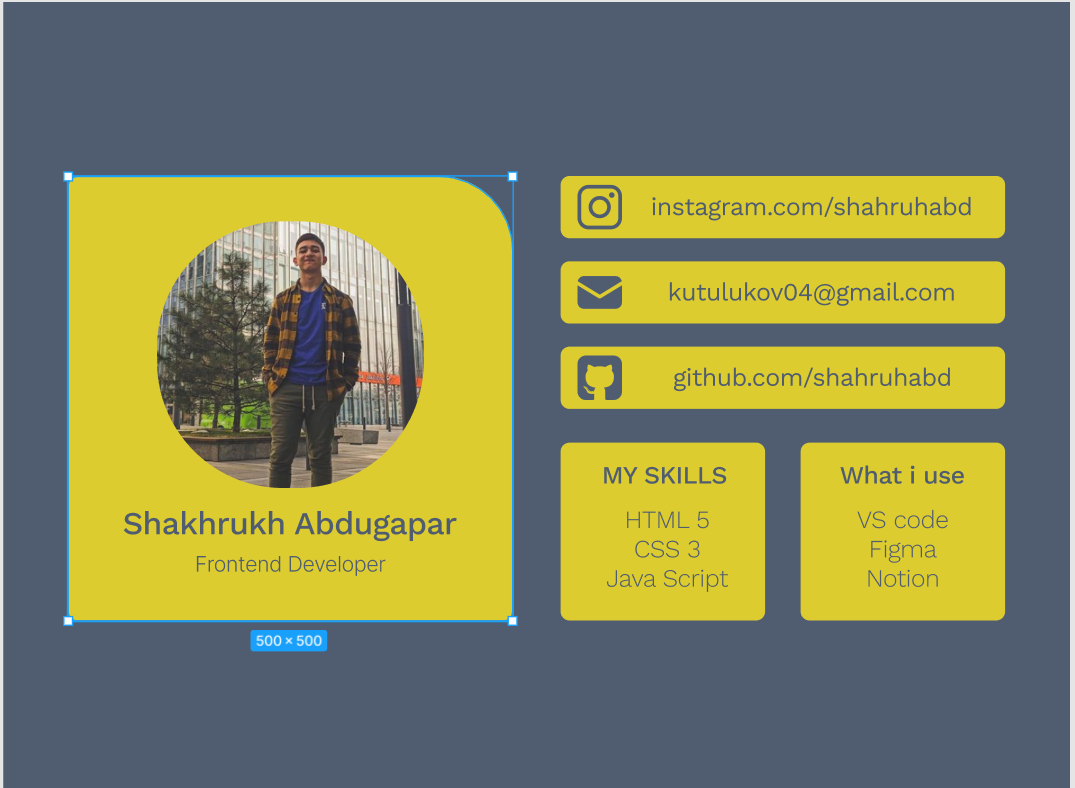 Shakhrukh Abdugapar
Frontend Developer
500 × 500
instagram.com/shahruhabd
kutulukov04@gmail.com
github.com/shahruhabd
MY SKILLS
HTML 5
CSS 3
Java Script
What i use
VS code
Figma
Notion